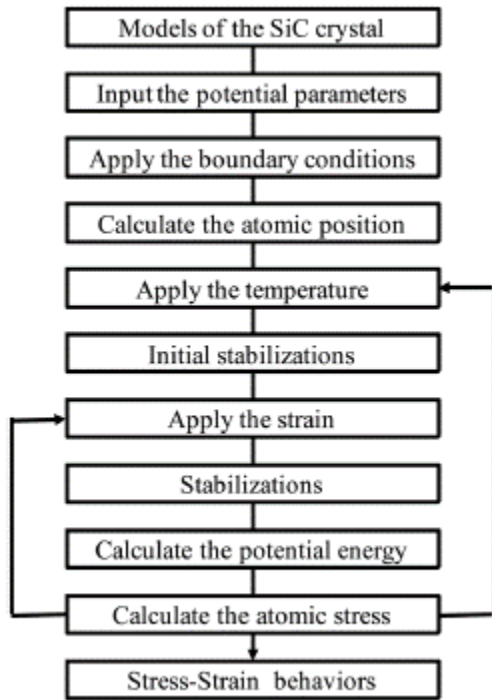 Models of the SiC crystal
Input the potential parameters
Apply the boundary conditions
Calculate the atomic position
Apply the temperature
Initial stabilizations
Apply the strain
Stabilizations
Calculate the potential energy
Calculate the atomic stress
Stress-Strain behaviors